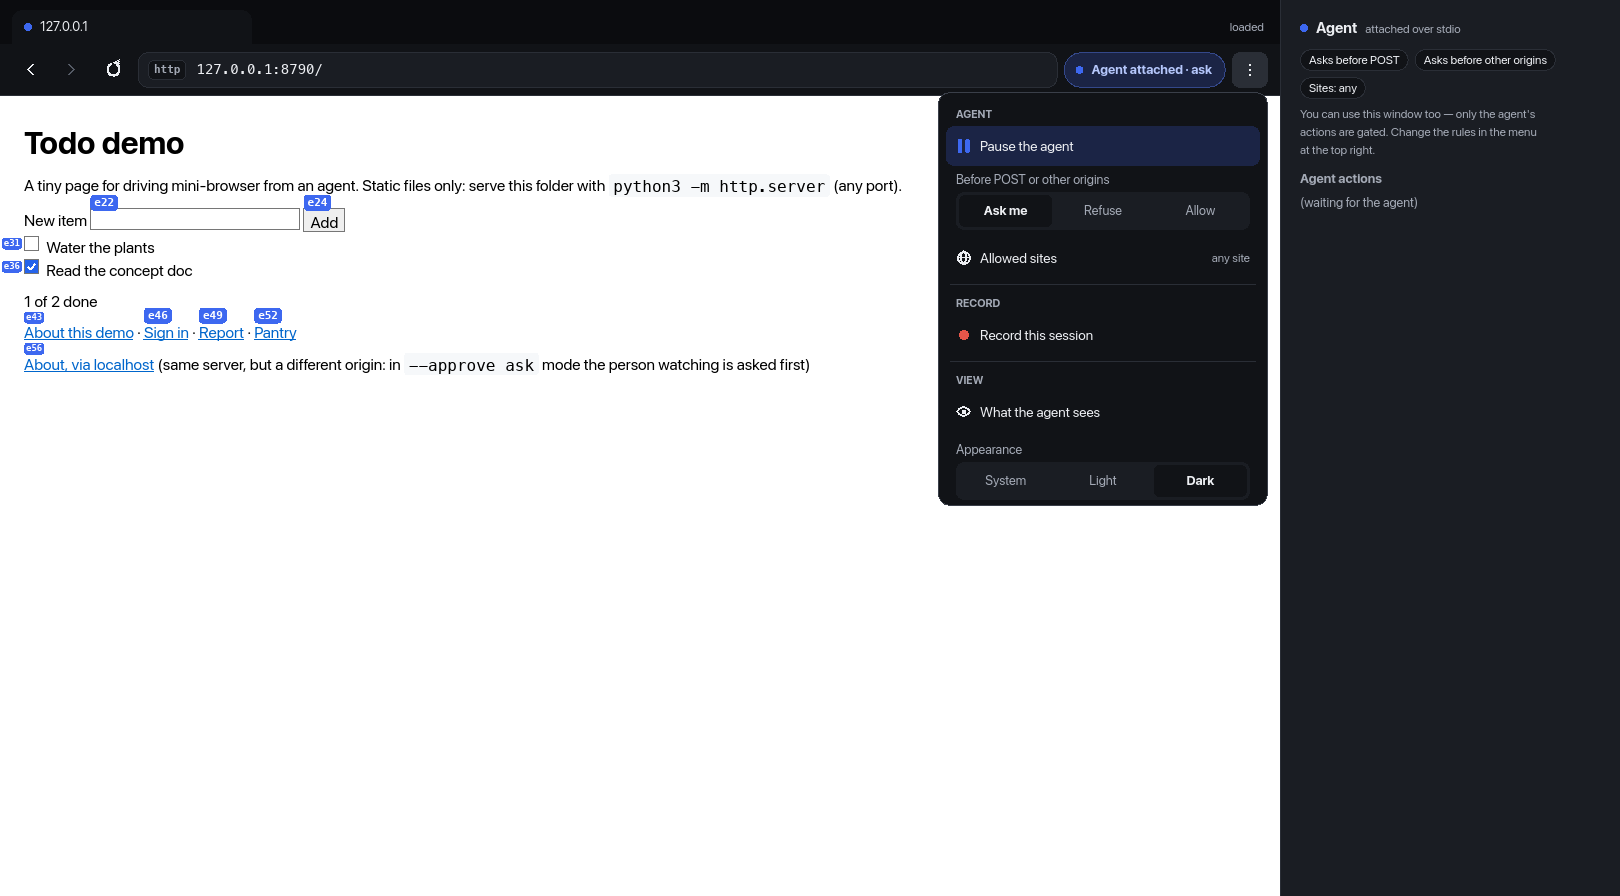 127.0.0.1
loaded
http 127.0.0.1:8790/
Agent attached · ask
Todo demo
A tiny page for driving mini-browser from an agent. Static files only: serve this folder with python3 -m http.server (any port).
e22 e24
New item Add
e31 Water the plants
e36 Read the concept doc
1 of 2 done
e43 e46 e49 e52
About this demo · Sign in · Report · Pantry
e56
About, via localhost (same server, but a different origin: in --approve ask mode the person watching is asked first)
AGENT
Pause the agent
Before POST or other origins
Ask me Refuse Allow
Allowed sites any site
RECORD
Record this session
VIEW
What the agent sees
Appearance
System Light Dark
Agent attached over stdio
Asks before POST Asks before other origins
Sites: any
You can use this window too — only the agent's
actions are gated. Change the rules in the menu
at the top right.
Agent actions
(waiting for the agent)